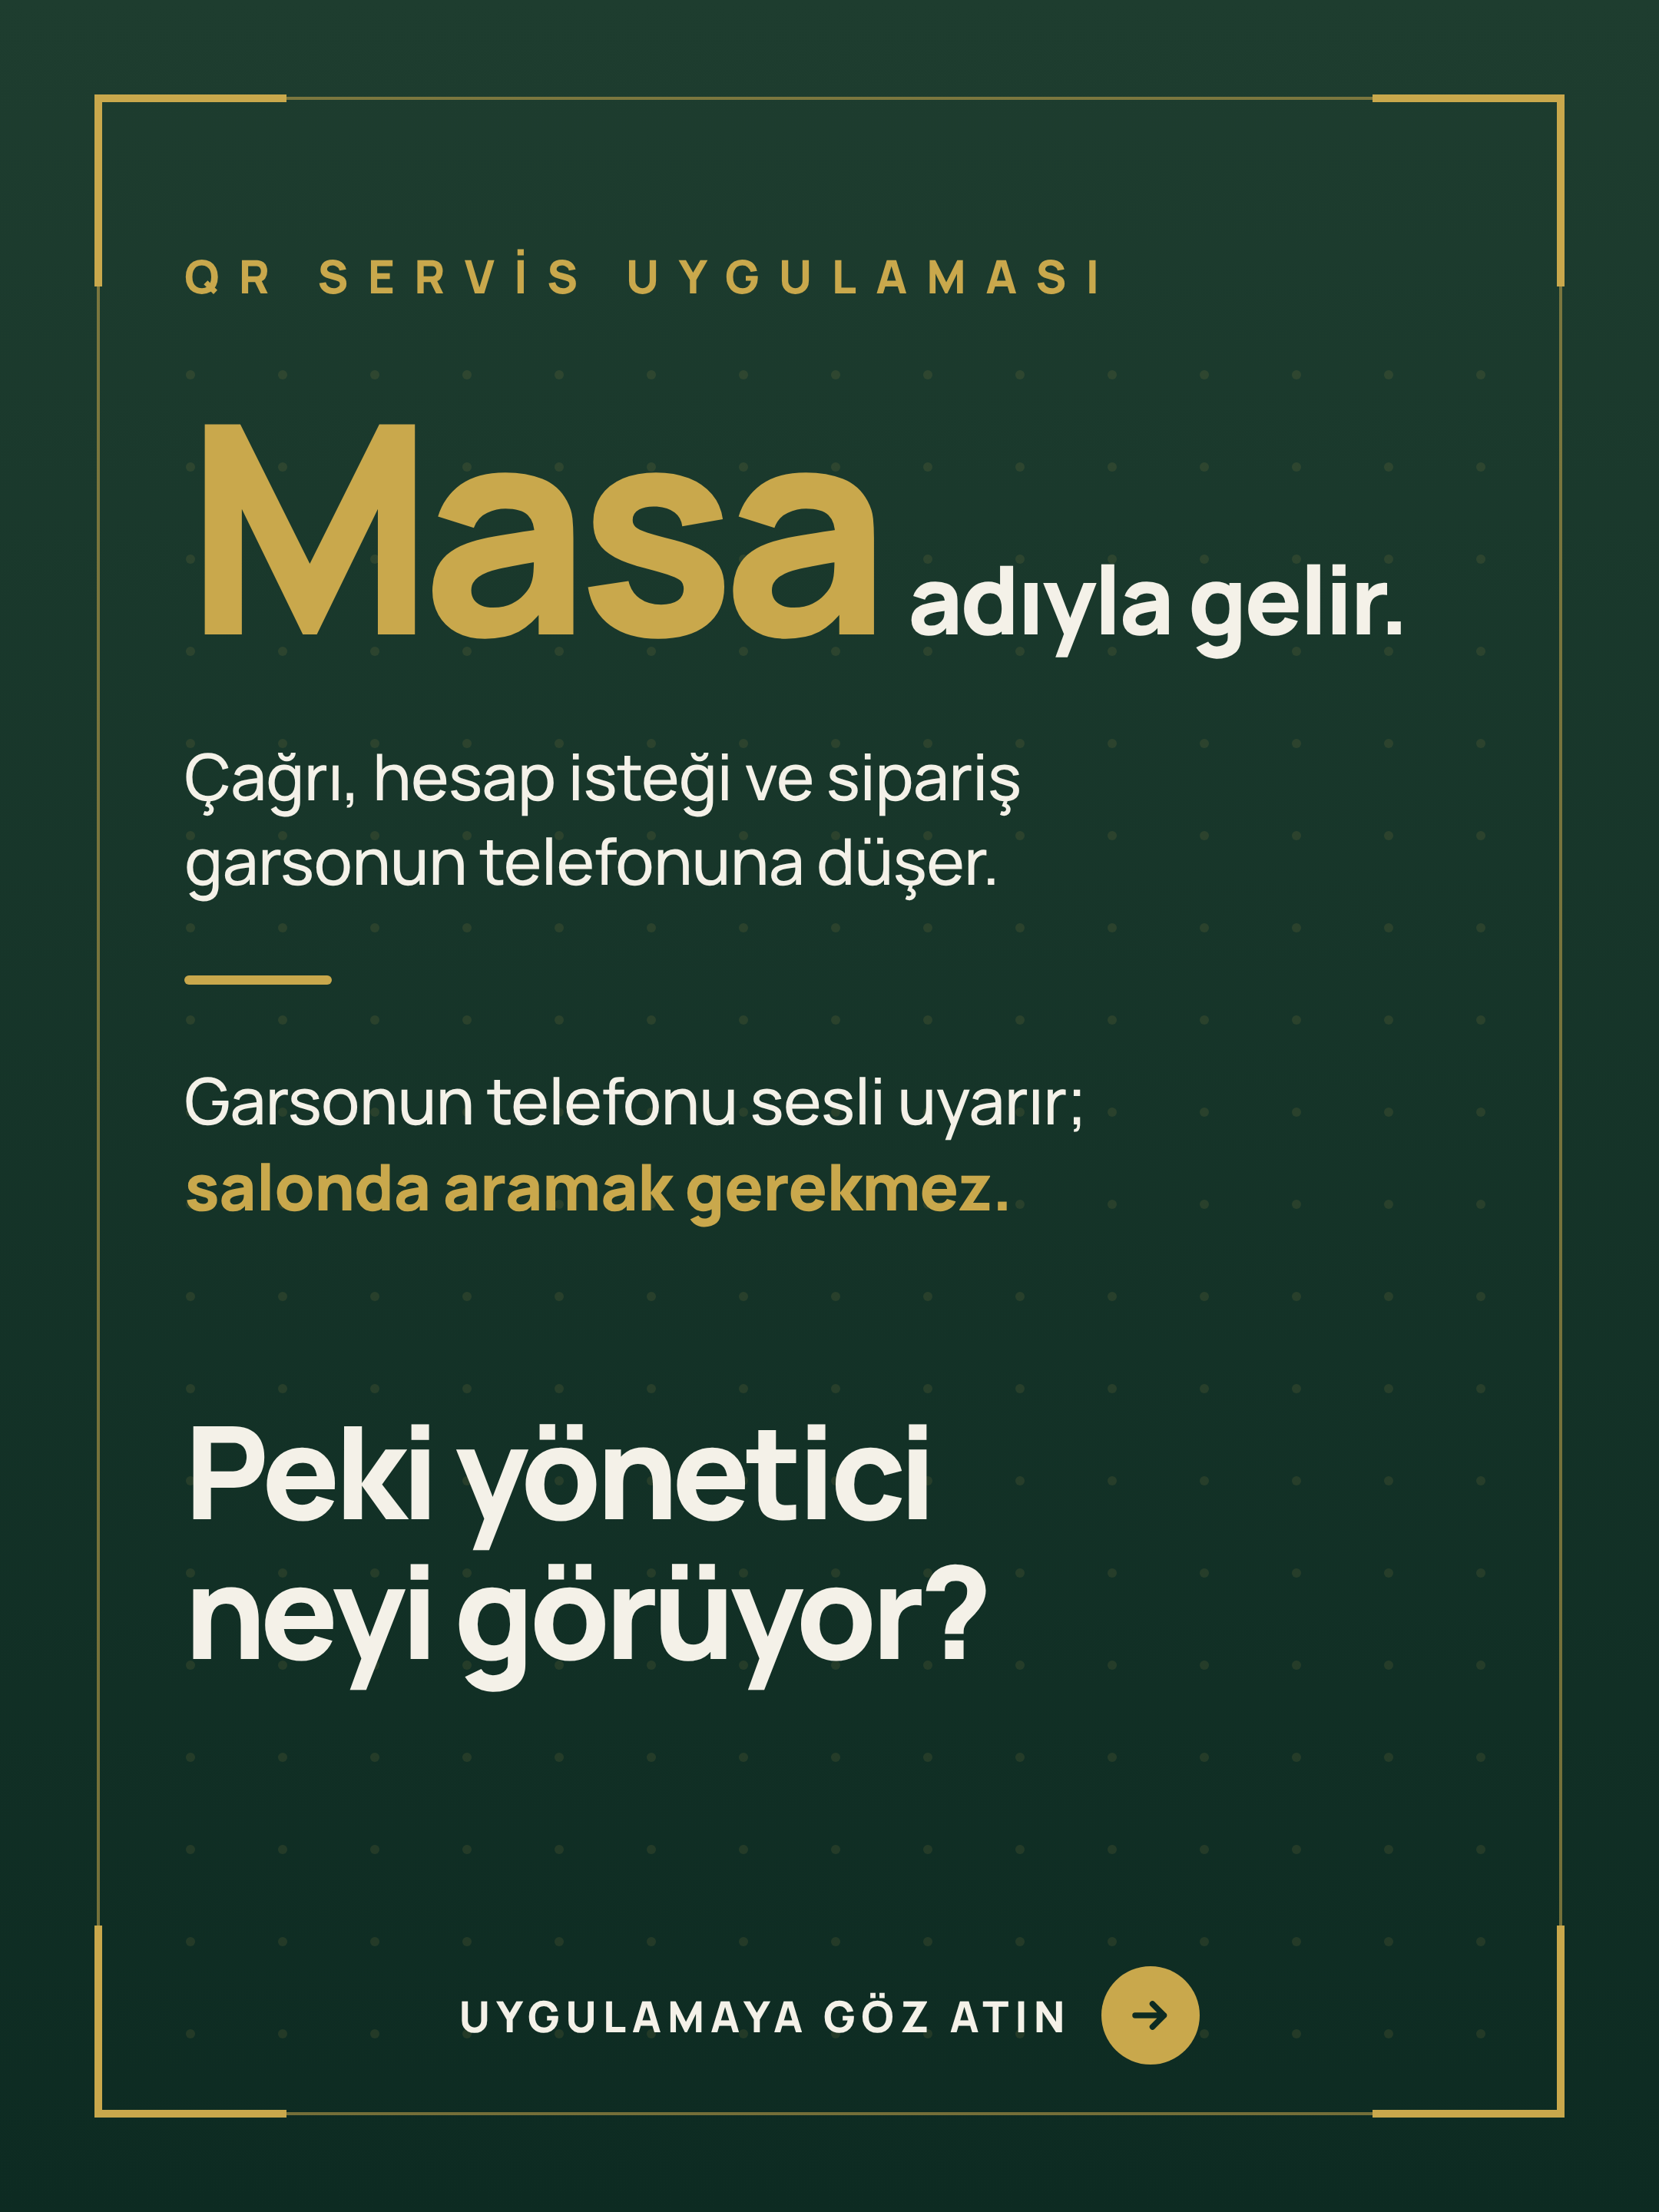 QR SERVİS UYGULAMASI
Masa adıyla gelir.
Çağrı, hesap isteği ve sipariş
garsonun telefonuna düşer.
Garsonun telefonu sesli uyarır;
salonda aramak gerekmez.
Peki yönetici
neyi görüyor?
UYGULAMAYA GÖZ ATIN